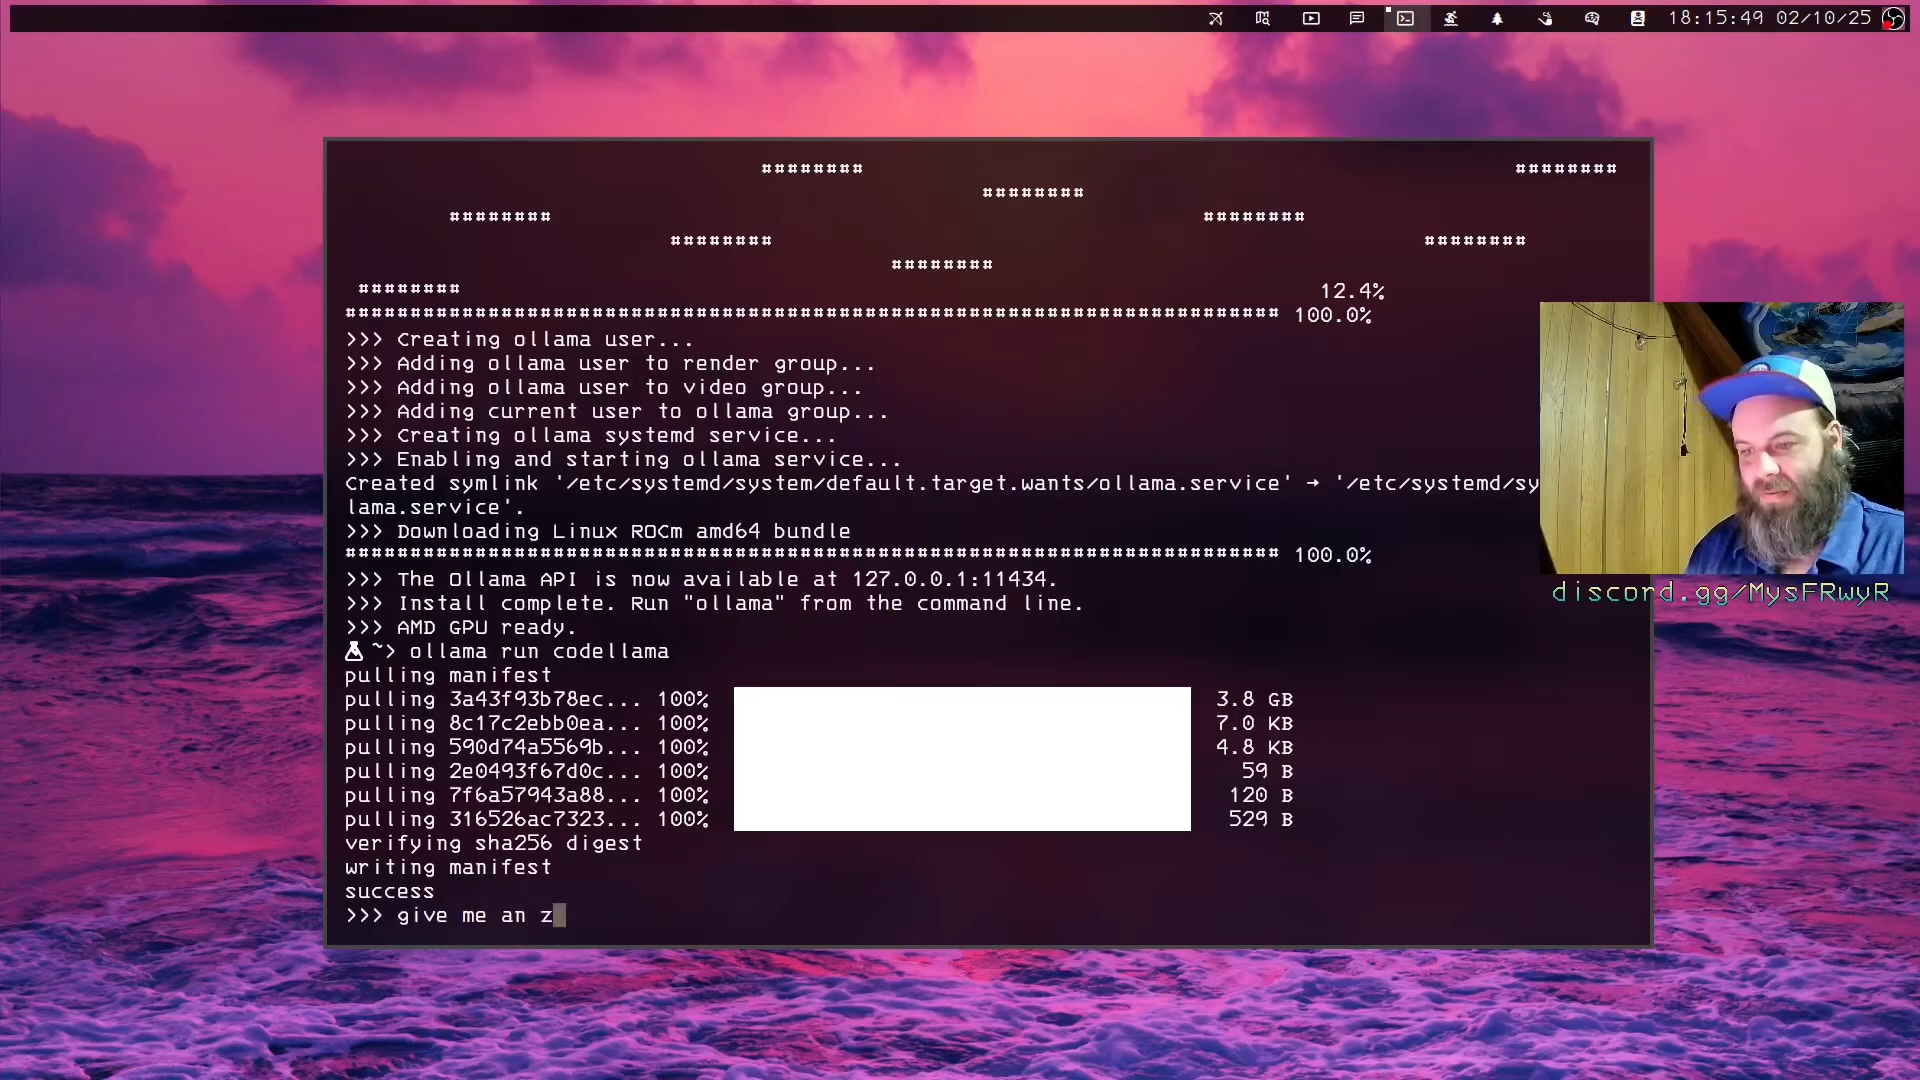 18:15:49 02/10/25
######## ########
########
######## ########
######## ########
########
######## 12.4%
######################################################################## 100.0%
>>> Creating ollama user...
>>> Adding ollama user to render group...
>>> Adding ollama user to video group...
>>> Adding current user to ollama group...
>>> Creating ollama systemd service...
>>> Enabling and starting ollama service...
Created symlink '/etc/systemd/system/default.target.wants/ollama.service' → '/etc/systemd/sy
lama.service'.
>>> Downloading Linux ROCm amd64 bundle
######################################################################## 100.0%
>>> The Ollama API is now available at 127.0.0.1:11434.
>>> Install complete. Run "ollama" from the command line.
>>> AMD GPU ready.
~> ollama run codellama
pulling manifest
pulling 3a43f93b78ec... 100% 3.8 GB
pulling 8c17c2ebb0ea... 100% 7.0 KB
pulling 590d74a5569b... 100% 4.8 KB
pulling 2e0493f67d0c... 100% 59 B
pulling 7f6a57943a88... 100% 120 B
pulling 316526ac7323... 100% 529 B
verifying sha256 digest
writing manifest
success
>>> give me an z
discord.gg/MysFRwyR